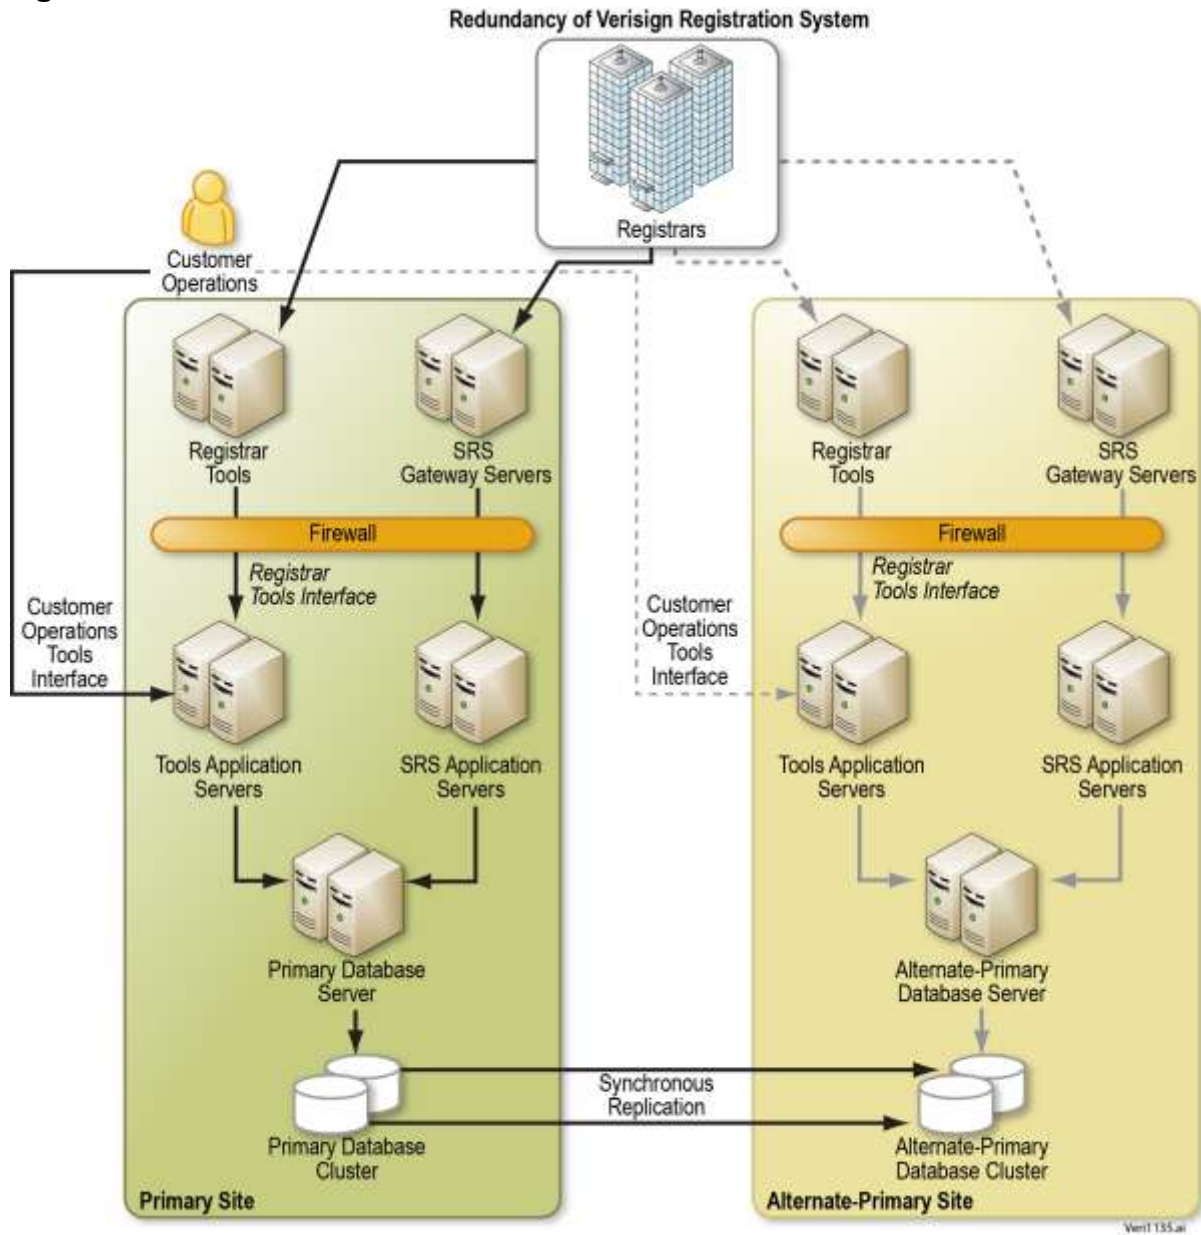 Redundancy of Verisign Registration System
Registrars
Customer
Operations
Registrar
Tools
SRS
Gateway Servers
Registrar
Tools
SRS
Gateway Servers
Firewall
Firewall
Registrar
Tools Interface
Registrar
Tools Interface
Customer
Operations
Tools
Interface
Customer
Operations
Tools
Interface
Tools Application
Servers
SRS Application
Servers
Tools Application
Servers
SRS Application
Servers
Primary Database
Server
Alternate-Primary
Database Server
Synchronous
Replication
Primary Database
Cluster
Alternate-Primary
Database Cluster
Primary Site
Alternate-Primary Site
Veri1135.ai